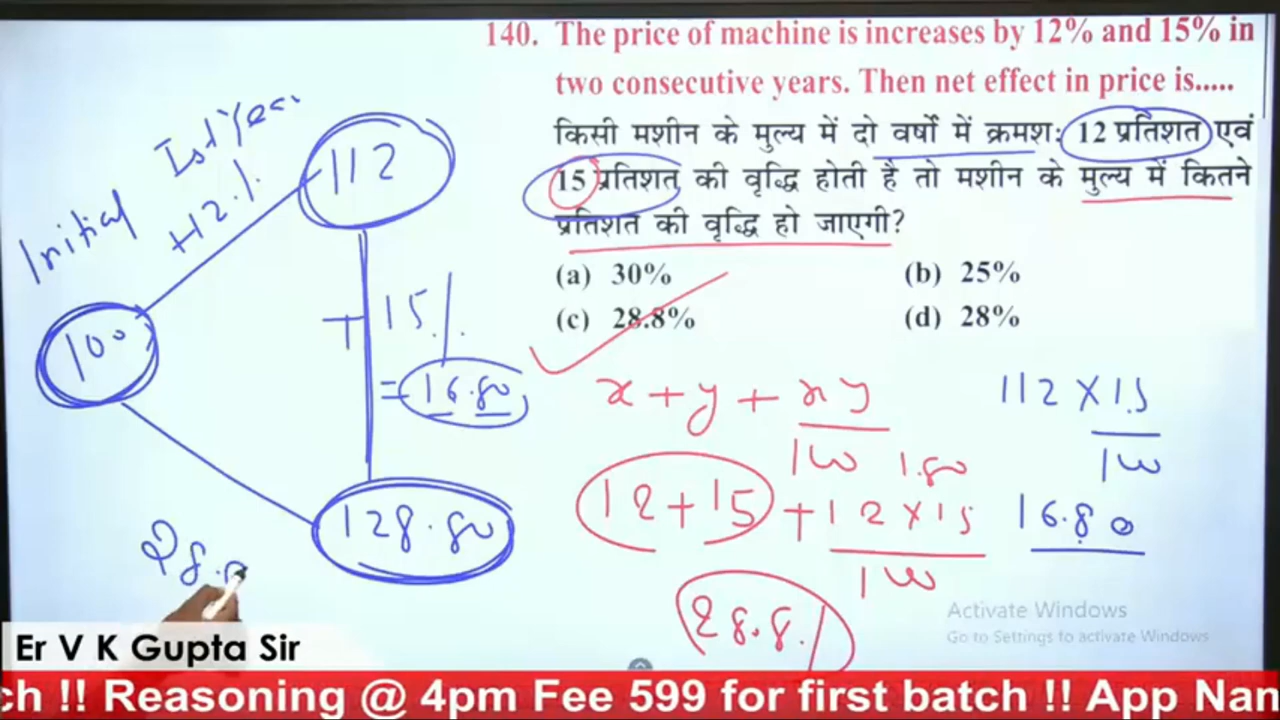 140. The price of machine is increases by 12% and 15% in
two consecutive years. Then net effect in price is.....
किसी मशीन के मुल्य में दो वर्षों में क्रमशः 12 प्रतिशत एवं
15 प्रतिशत की वृद्धि होती है तो मशीन के मुल्य में कितने
प्रतिशत की वृद्धि हो जाएगी?
(a) 30%
(b) 25%
(c) 28.8%
(d) 28%
Initial
Ist Year
+12%
100
112
+ 15%
= 16.80
128.80
28.8
x + y + xy
100
12 + 15 + 12 x 15
100
1.80
28.8%
112 x 15
100
16.80
Activate Windows
Go to Settings to activate Windows
Er V K Gupta Sir
ch !! Reasoning @ 4pm Fee 599 for first batch !! App Nan